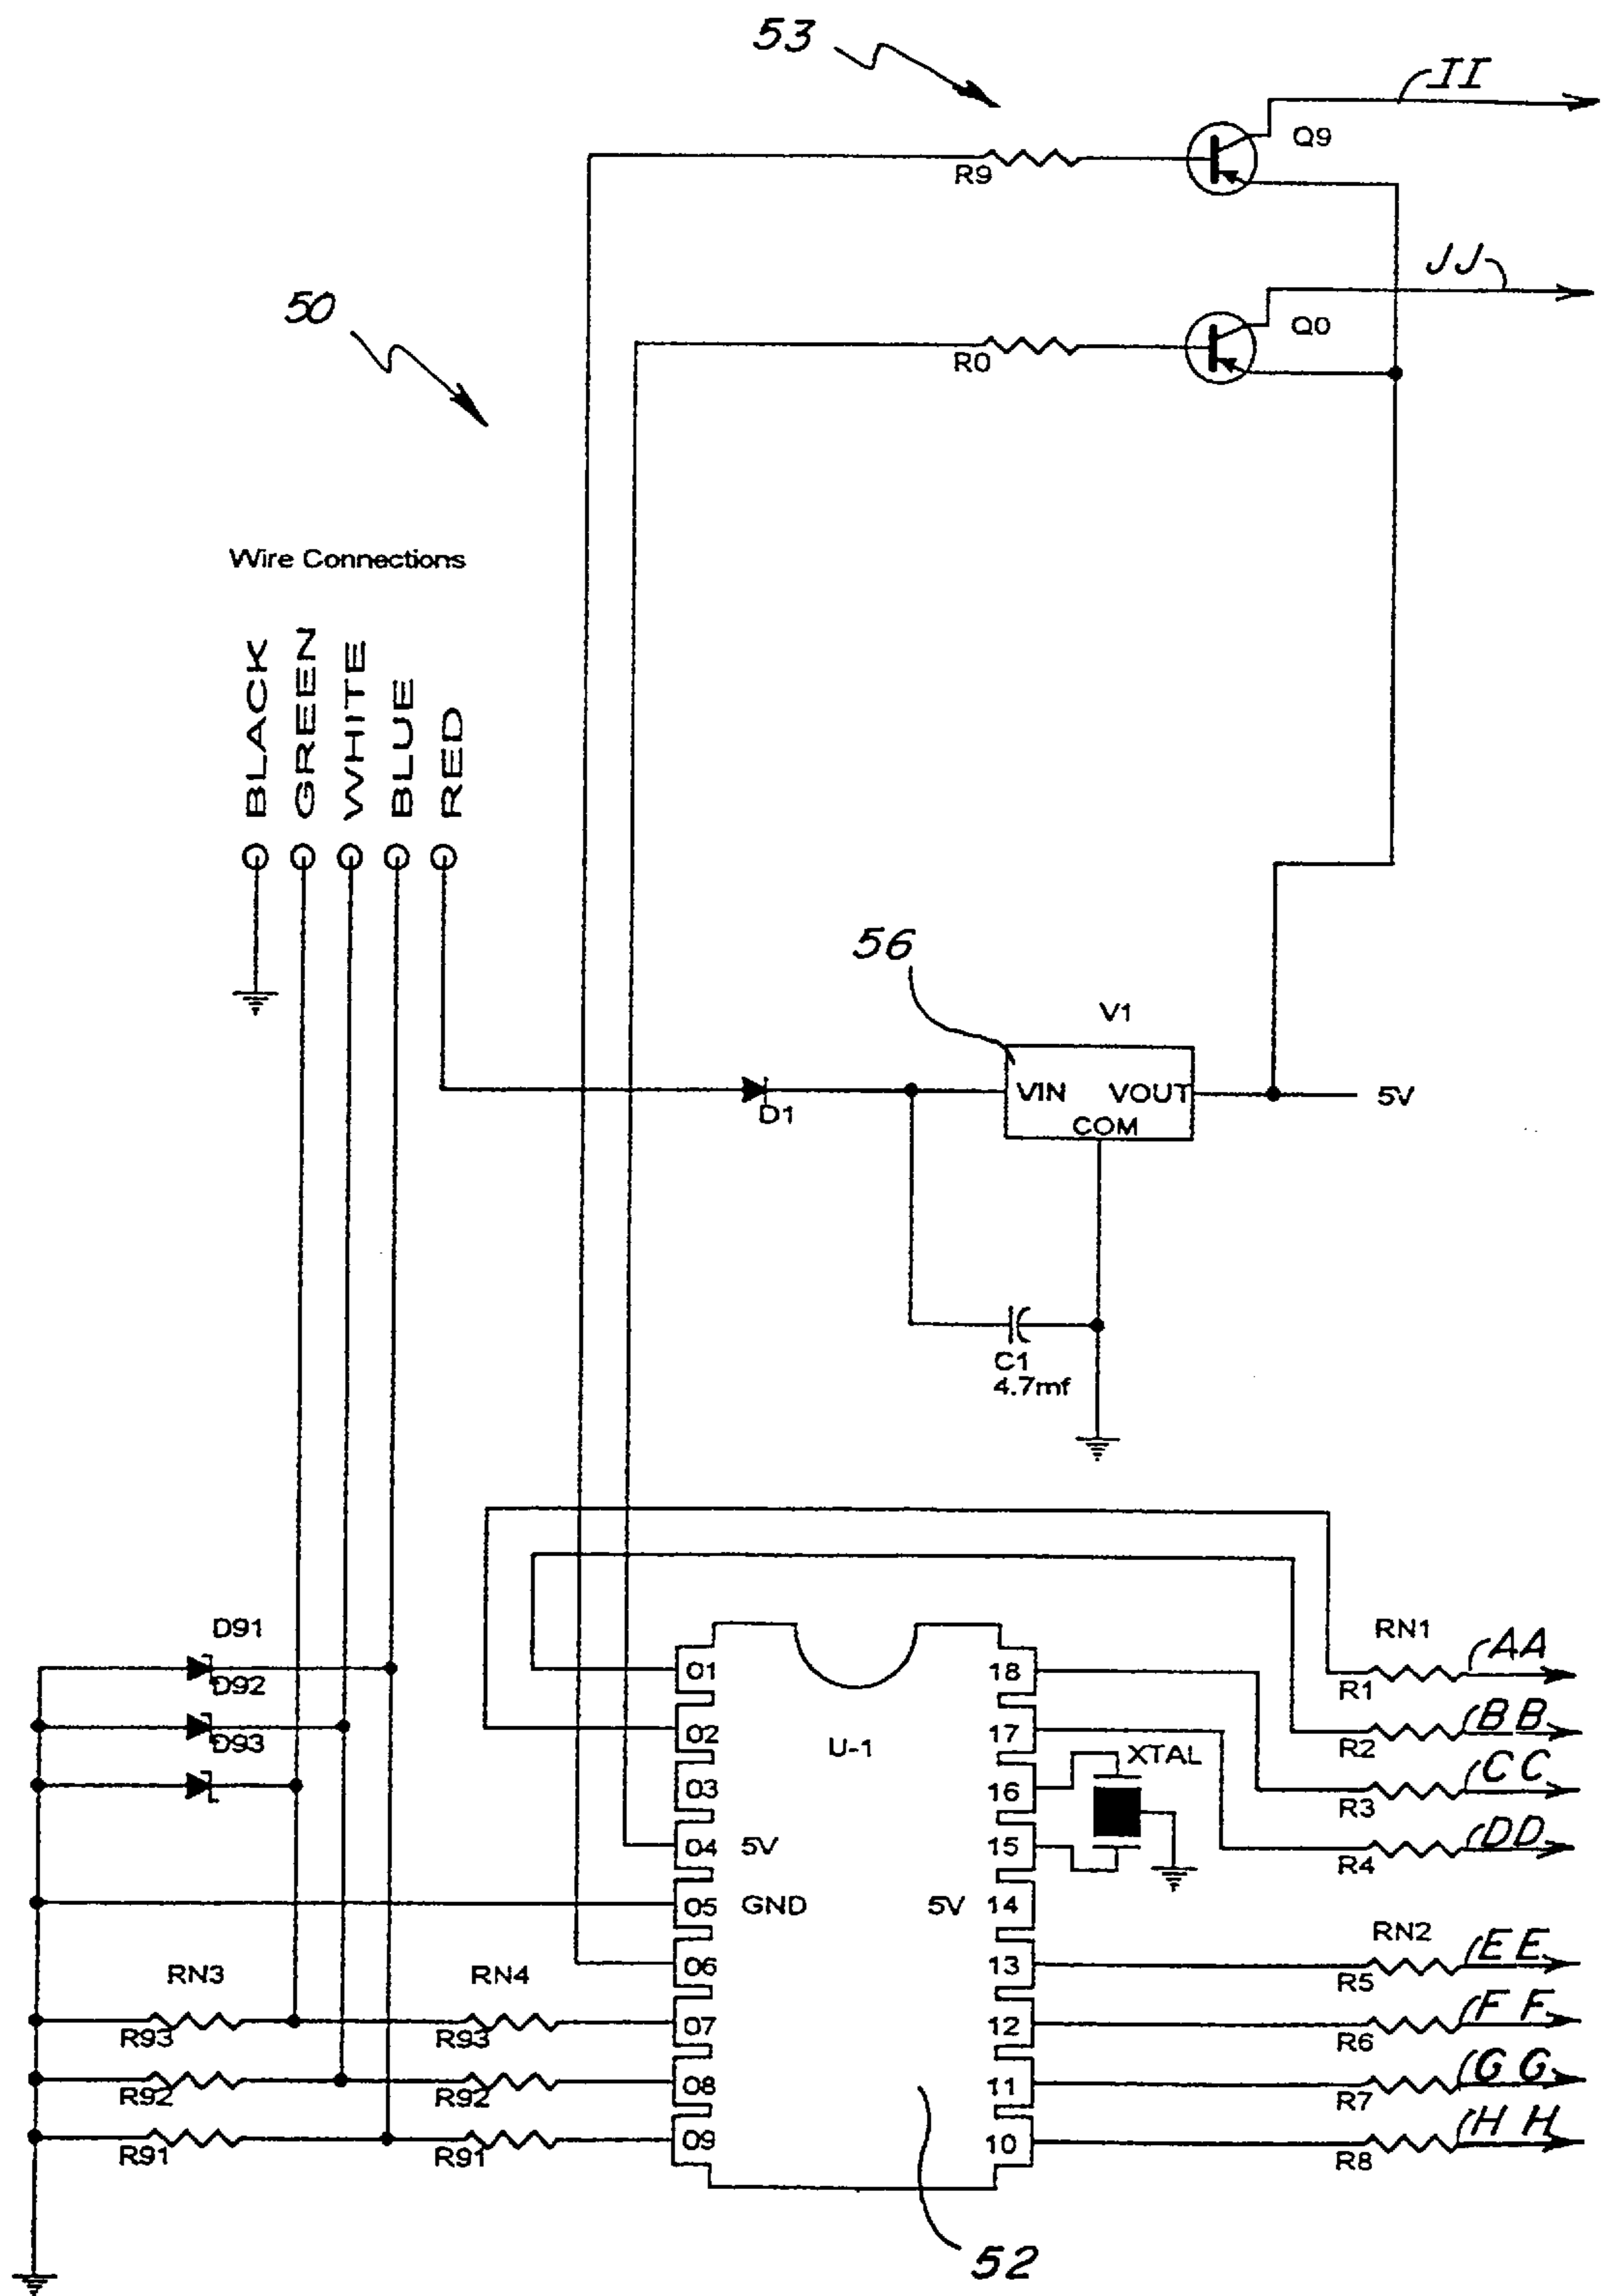 53
II
Q9
R9
JJ
50
Q0
R0
Wire Connections
BLACK
GREEN
WHITE
BLUE
RED
56
V1
VIN VOUT
COM
5V
D1
C1
4.7mf
D91
D92
D93
RN1
AA
R1
BB
R2
CC
R3
DD
R4
U-1
XTAL
01
02
03
04 5V
05 GND
06
07
08
09
18
17
16
15
5V 14
13
12
11
10
RN2
EE
R5
FF
R6
GG
R7
HH
R8
RN3
RN4
R93
R93
R92
R92
R91
R91
52